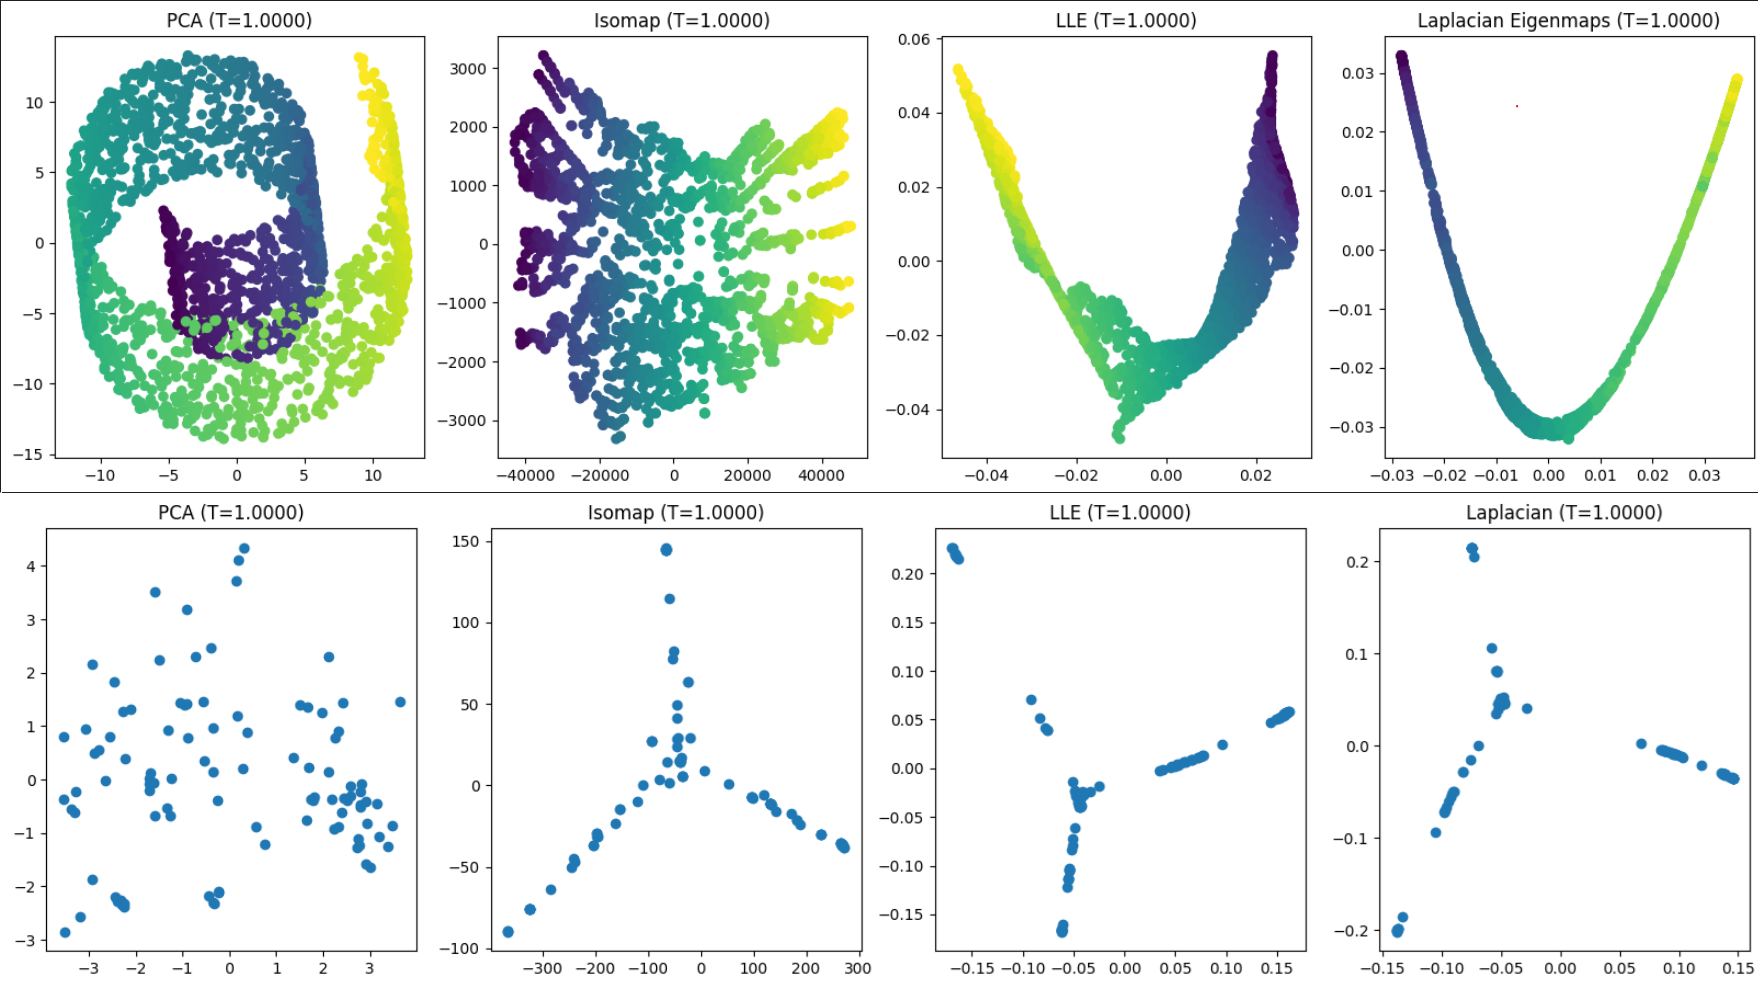 PCA (T=1.0000) Isomap (T=1.0000) LLE (T=1.0000) Laplacian Eigenmaps (T=1.0000)
10 3000 0.06 0.03
5 2000 0.04 0.02
0 1000 0.02 0.01
−5 0 0.00 0.00
−10 −1000 −0.02 −0.01
−15 −2000 −0.04 −0.02
−3000 −0.03
−10 −5 0 5 10 −40000 −20000 0 20000 40000 −0.04 −0.02 0.00 0.02 −0.03 −0.02 −0.01 0.00 0.01 0.02 0.03
PCA (T=1.0000) Isomap (T=1.0000) LLE (T=1.0000) Laplacian (T=1.0000)
4 150 0.20 0.2
3 100 0.15 0.1
2 50 0.10 0.0
1 0 0.05 −0.1
0 −50 0.00 −0.2
−1 −100 −0.05
−2 −0.10
−3 −0.15
−3 −2 −1 0 1 2 3 −300 −200 −100 0 100 200 300 −0.15 −0.10 −0.05 0.00 0.05 0.10 0.15 −0.15 −0.10 −0.05 0.00 0.05 0.10 0.15